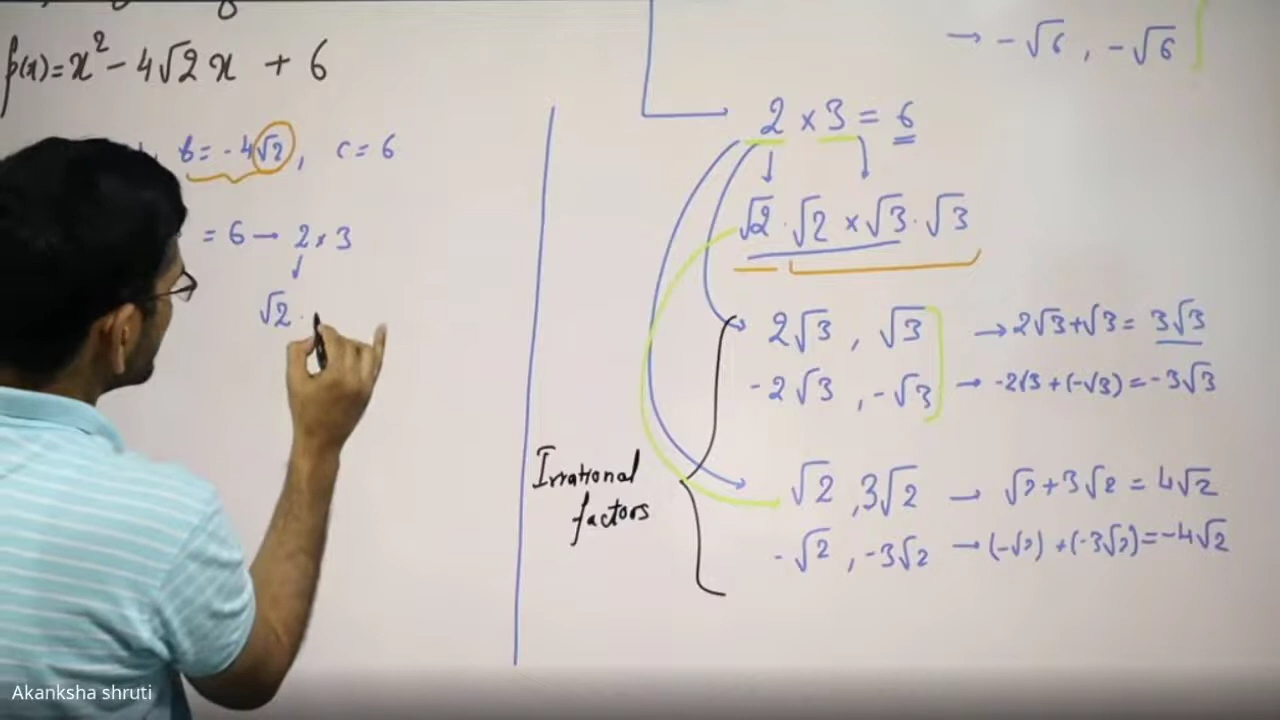 p(x) = x² - 4√2 x + 6
b = -4√2, c = 6
= 6 → 2 × 3
↓
√2 ·
→ -√6 , -√6
2 × 3 = 6
√2 · √2 × √3 · √3
2√3 , √3 → 2√3 + √3 = 3√3
-2√3 , -√3 → -2√3 + (-√3) = -3√3
Irrational
factors
√2 , 3√2 → √2 + 3√2 = 4√2
-√2 , -3√2 → (-√2) + (-3√2) = -4√2
Akanksha shruti